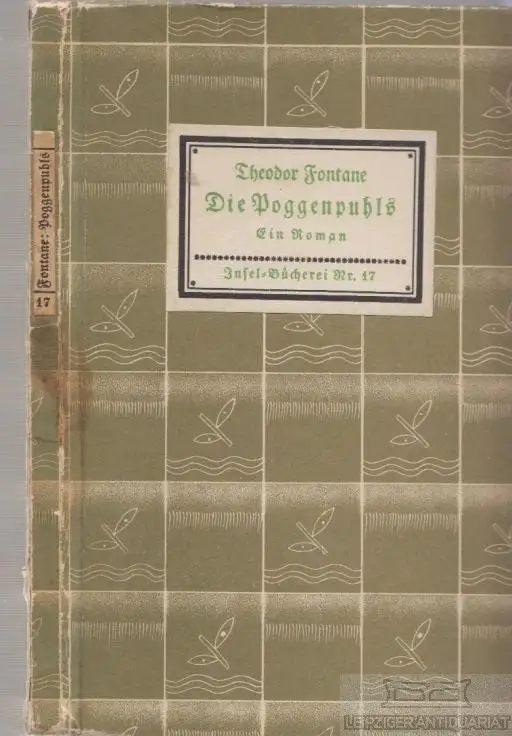 Theodor Fontane
Die Poggenpuhls
Ein Roman
Insel-Bücherei Nr. 17
17 Fontane: Poggenpuhls
LEIPZIGER ANTIQUARIAT